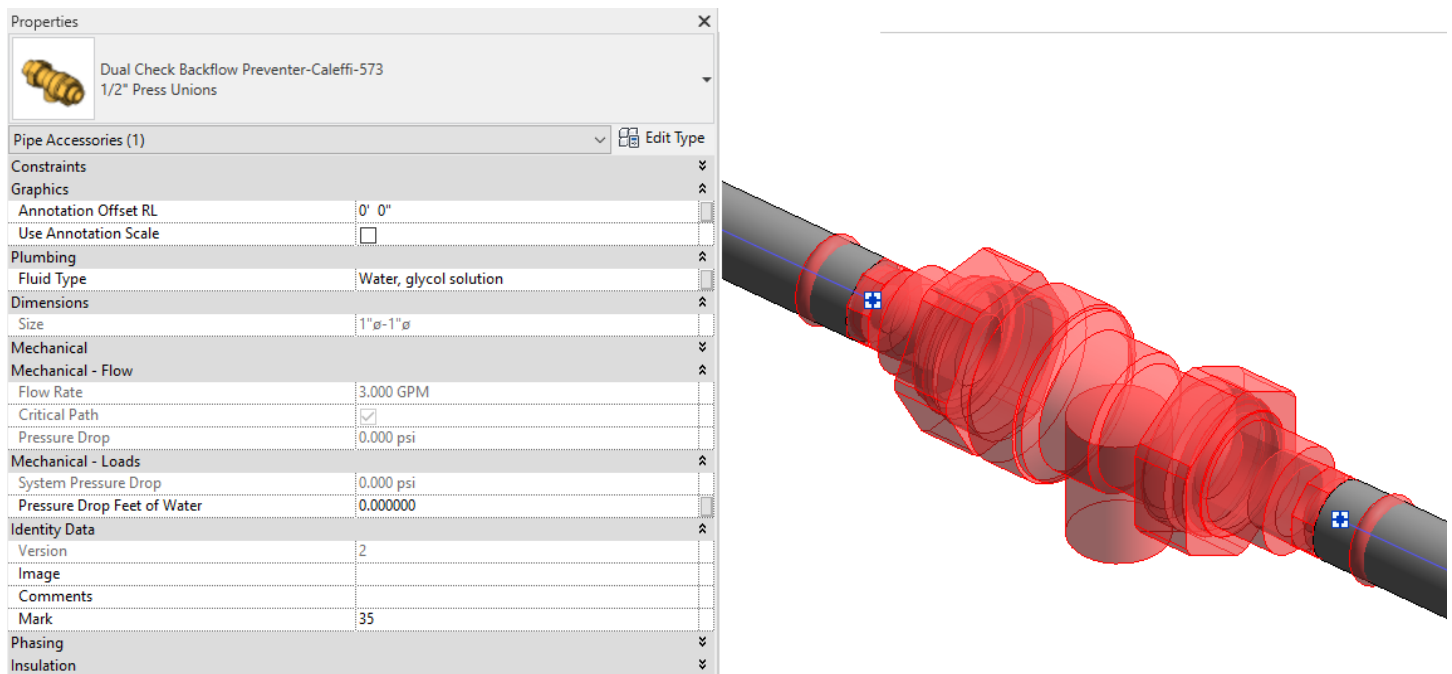 Properties
Dual Check Backflow Preventer-Caleffi-573
1/2" Press Unions
Pipe Accessories (1) Edit Type
Constraints
Graphics
Annotation Offset RL 0' 0"
Use Annotation Scale
Plumbing
Fluid Type Water, glycol solution
Dimensions
Size 1"ø-1"ø
Mechanical
Mechanical - Flow
Flow Rate 3.000 GPM
Critical Path
Pressure Drop 0.000 psi
Mechanical - Loads
System Pressure Drop 0.000 psi
Pressure Drop Feet of Water 0.000000
Identity Data
Version 2
Image
Comments
Mark 35
Phasing
Insulation